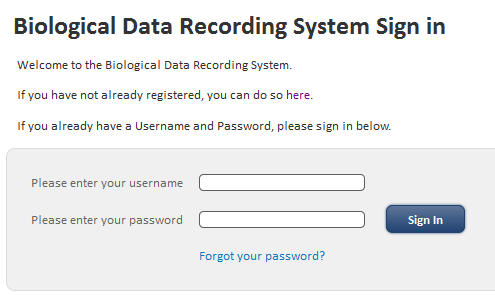 Biological Data Recording System Sign in
Welcome to the Biological Data Recording System.
If you have not already registered, you can do so here.
If you already have a Username and Password, please sign in below.
Please enter your username
Please enter your password
Sign In
Forgot your password?